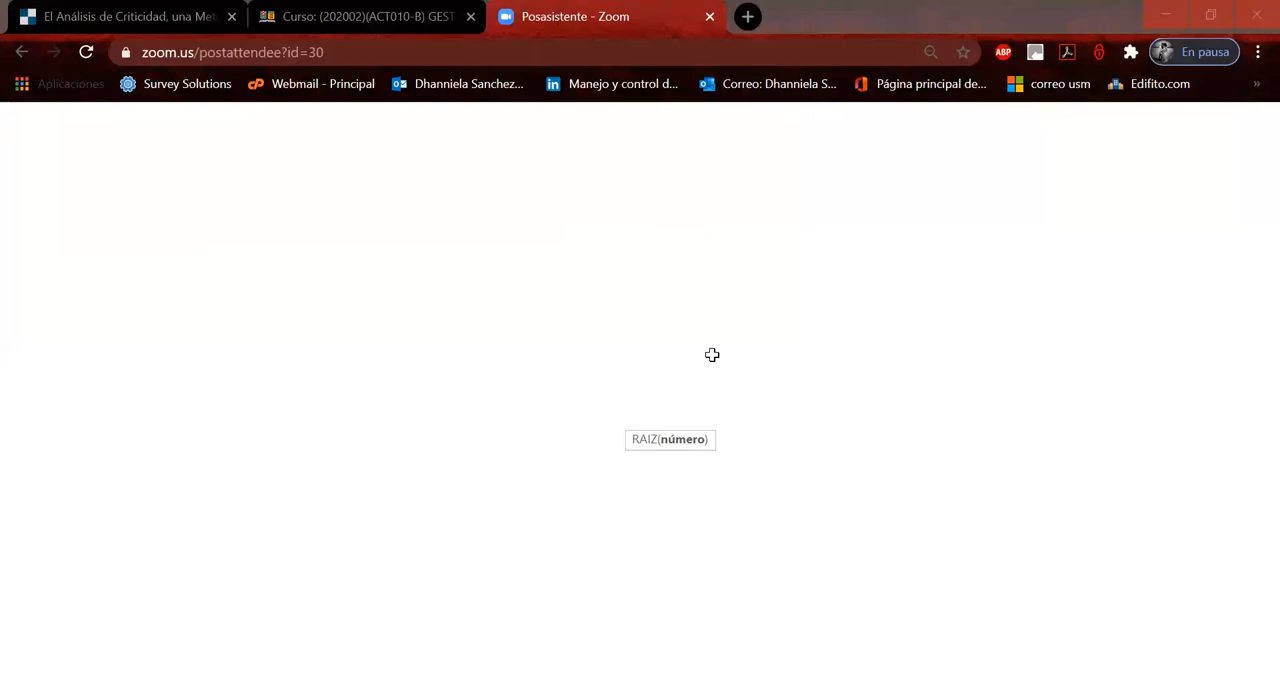 El Análisis de Criticidad, una Met
Curso: (202002)(ACT010-B) GEST
Posasistente - Zoom
zoom.us/postattendee?id=30
ABP
En pausa
Aplicaciones
Survey Solutions
Webmail - Principal
Dhanniela Sanchez...
Manejo y control d...
Correo: Dhanniela S...
Página principal de...
correo usm
Edifito.com
»
RAIZ(número)